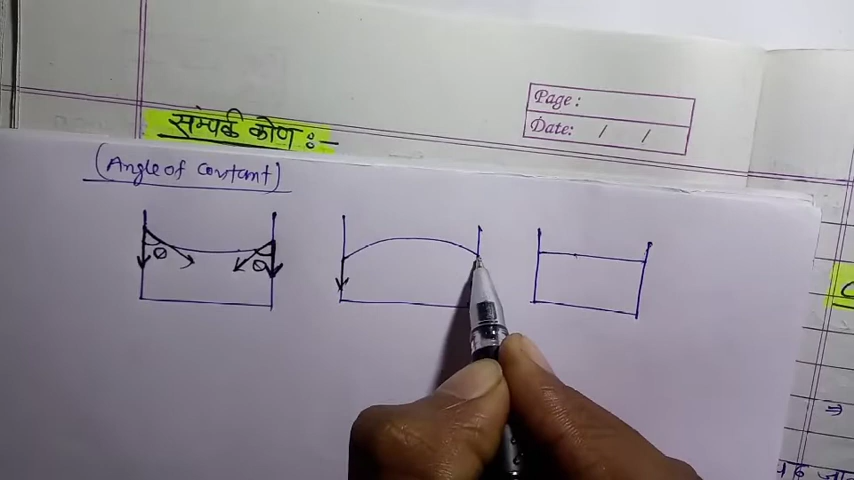 Page:
Date: / /
सम्पर्क कोण :-
(Angle of Contant)
θ θ
⇒